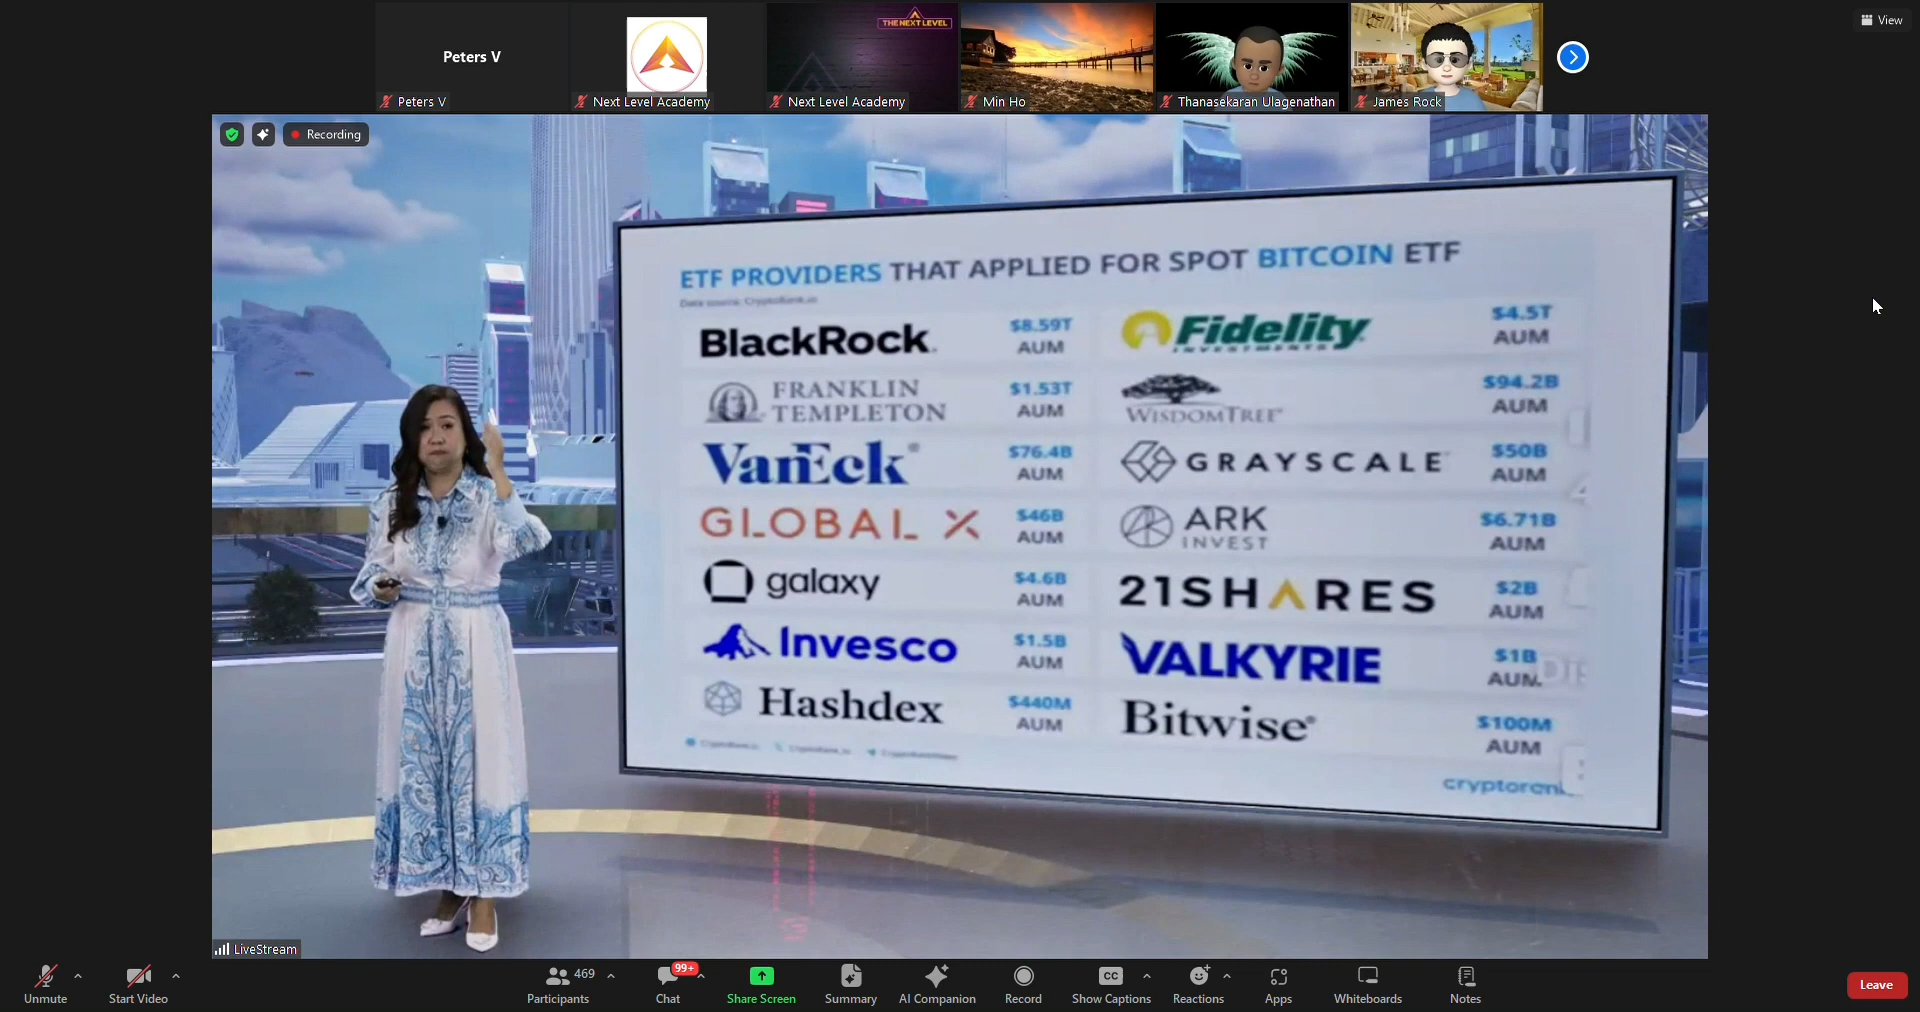 View
Peters V
THE NEXT LEVEL
Peters V
Next Level Academy
Next Level Academy
Min Ho
Thanasekaran Ulagenathan
James Rock
Recording
ETF PROVIDERS THAT APPLIED FOR SPOT BITCOIN ETF
Data source: CryptoRank.io
BlackRock.
$8.59T
AUM
Fidelity
INVESTMENTS
$4.5T
AUM
FRANKLIN
TEMPLETON
$1.53T
AUM
WISDOMTREE®
$94.2B
AUM
VanEck®
$76.4B
AUM
GRAYSCALE
$50B
AUM
GLOBAL X
$46B
AUM
ARK
INVEST
$6.71B
AUM
galaxy
$4.6B
AUM
21SHARES
$2B
AUM
Invesco
$1.5B
AUM
VALKYRIE
$1B
AUM
Hashdex
$440M
AUM
Bitwise®
$100M
AUM
LiveStream
Unmute
Start Video
469
Participants
99+
Chat
Share Screen
Summary
AI Companion
Record
CC
Show Captions
Reactions
Apps
Whiteboards
Notes
Leave